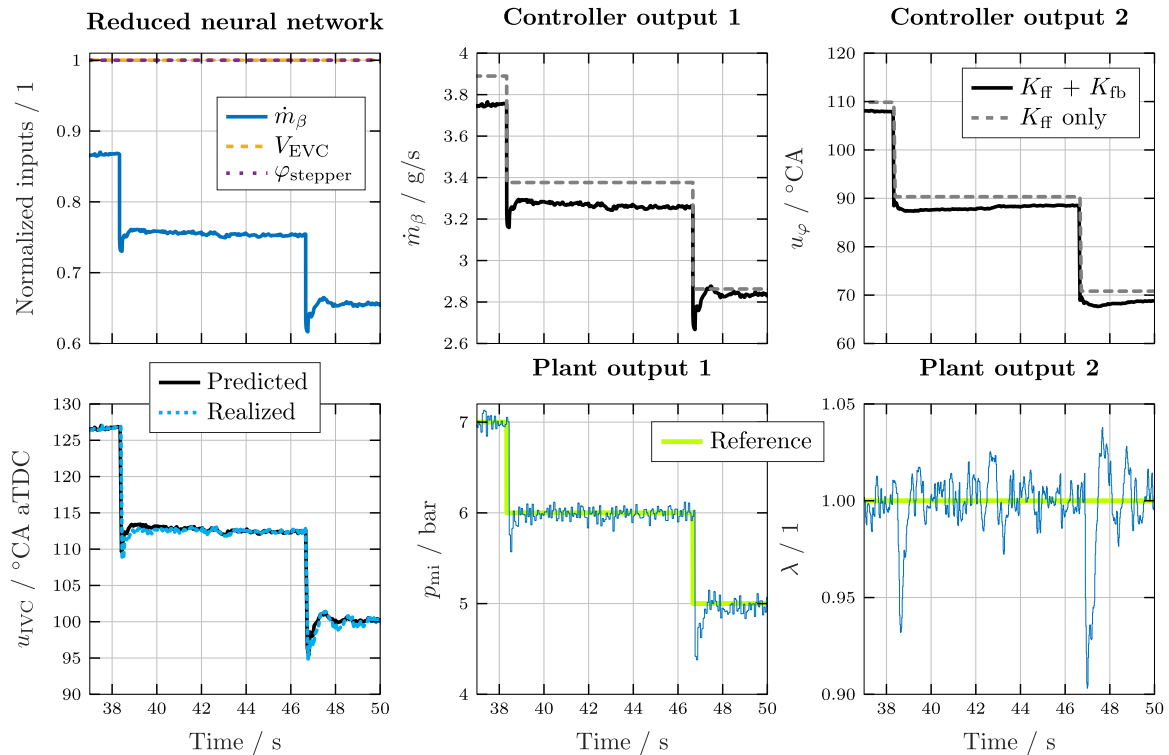 Reduced neural network
Normalized inputs / 1
1
0.9
0.8
0.7
0.6
ṁβ
VEVC
φstepper
Controller output 1
ṁβ / g/s
4
3.8
3.6
3.4
3.2
3
2.8
2.6
Controller output 2
uφ / °CA
120
110
100
90
80
70
60
Kff + Kfb
Kff only
uIVC / °CA aTDC
130
125
120
115
110
105
100
95
90
Predicted
Realized
38 40 42 44 46 48 50
Time / s
Plant output 1
pmi / bar
7
6
5
4
Reference
38 40 42 44 46 48 50
Time / s
Plant output 2
λ / 1
1.05
1.00
0.95
0.90
38 40 42 44 46 48 50
Time / s